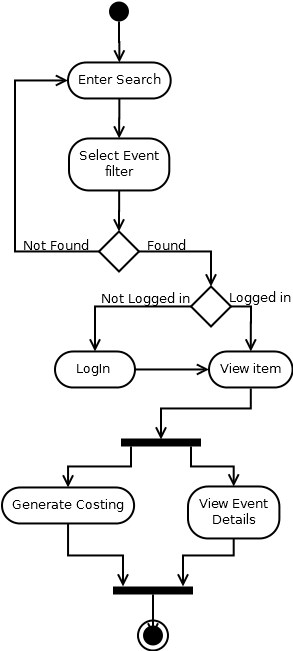 Enter Search
Select Event
filter
Not Found
Found
Not Logged in
Logged in
LogIn
View item
Generate Costing
View Event
Details